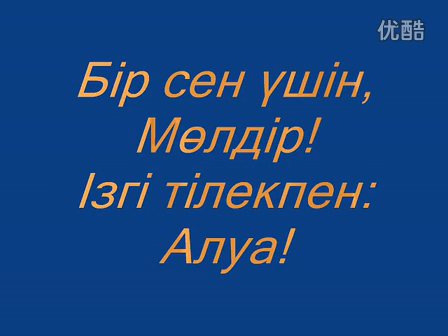 优酷
Бір сен үшін,
Мөлдір!
Ізгі тілекпен:
Алуа!